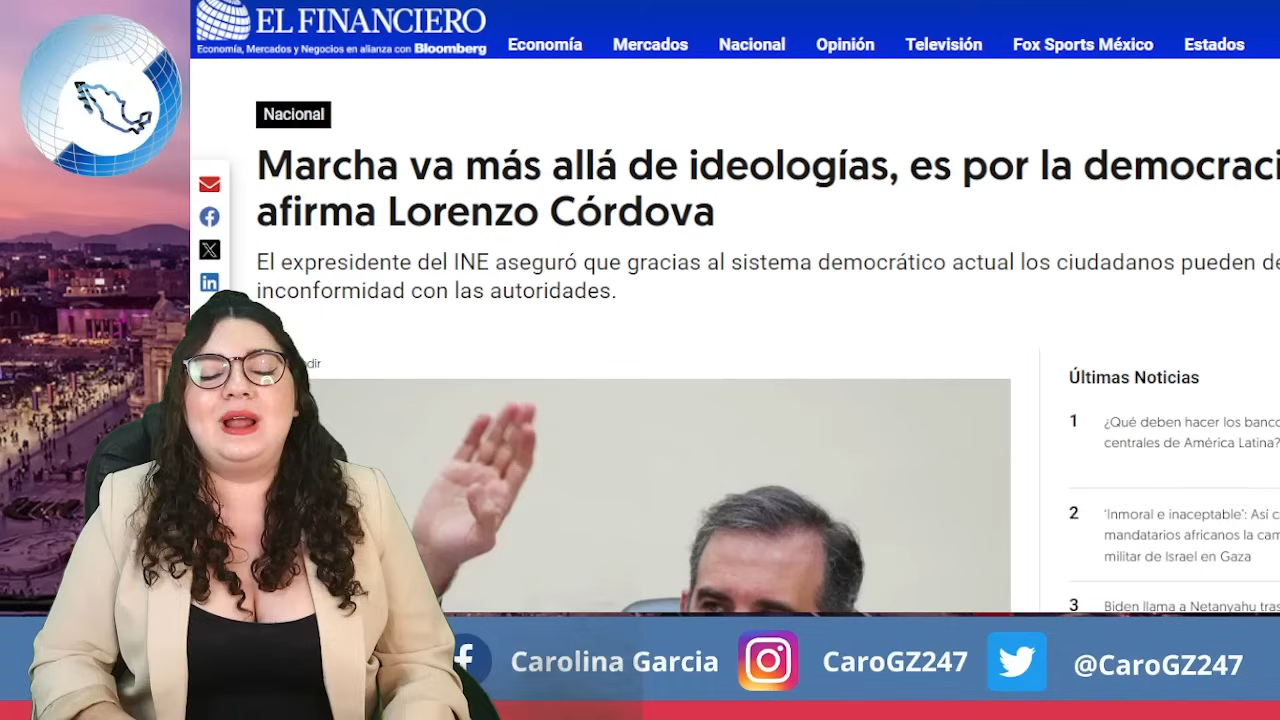 EL FINANCIERO
Economía, Mercados y Negocios en alianza con Bloomberg
Economía Mercados Nacional Opinión Televisión Fox Sports México Estados
Nacional
Marcha va más allá de ideologías, es por la democraci
afirma Lorenzo Córdova
El expresidente del INE aseguró que gracias al sistema democrático actual los ciudadanos pueden de
inconformidad con las autoridades.
Últimas Noticias
1 ¿Qué deben hacer los banco
centrales de América Latina?
2 'Inmoral e inaceptable': Así c
mandatarios africanos la cam
militar de Israel en Gaza
3 Biden llama a Netanyahu tras
Carolina Garcia CaroGZ247 @CaroGZ247